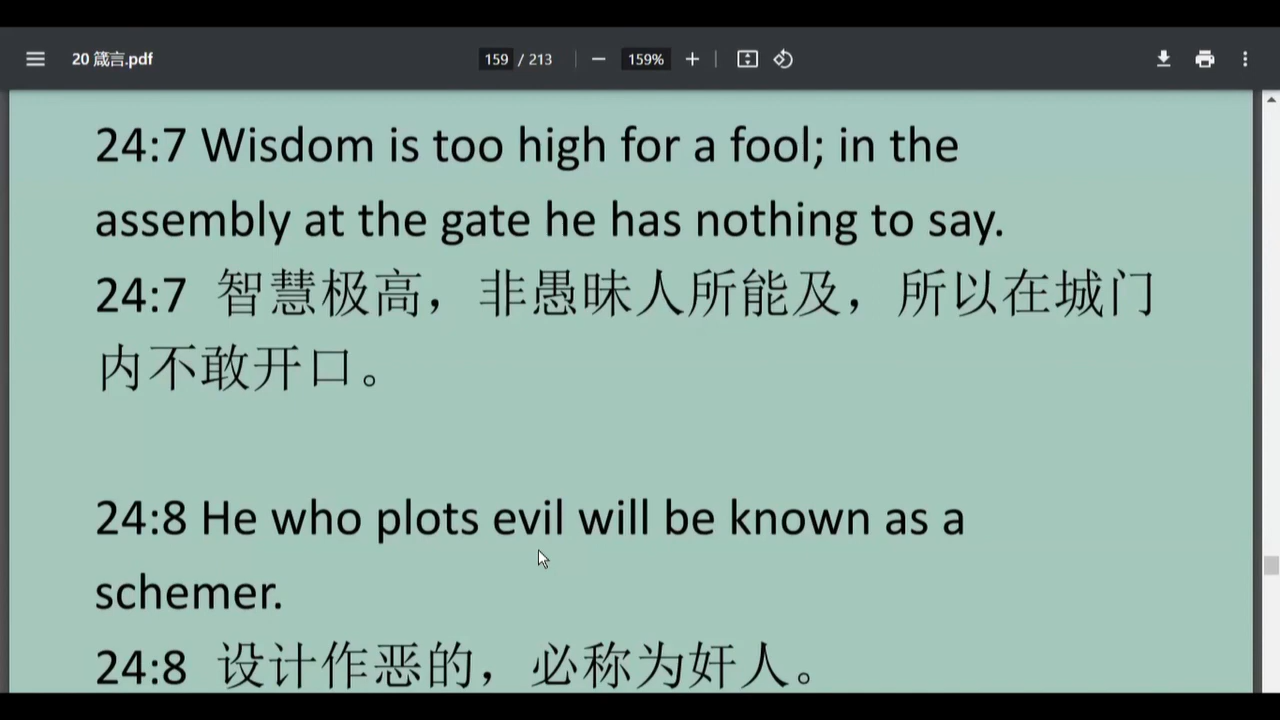 20 箴言.pdf
159 / 213
159%
24:7 Wisdom is too high for a fool; in the
assembly at the gate he has nothing to say.
24:7 智慧极高，非愚昧人所能及，所以在城门
内不敢开口。
24:8 He who plots evil will be known as a
schemer.
24:8 设计作恶的，必称为奸人。